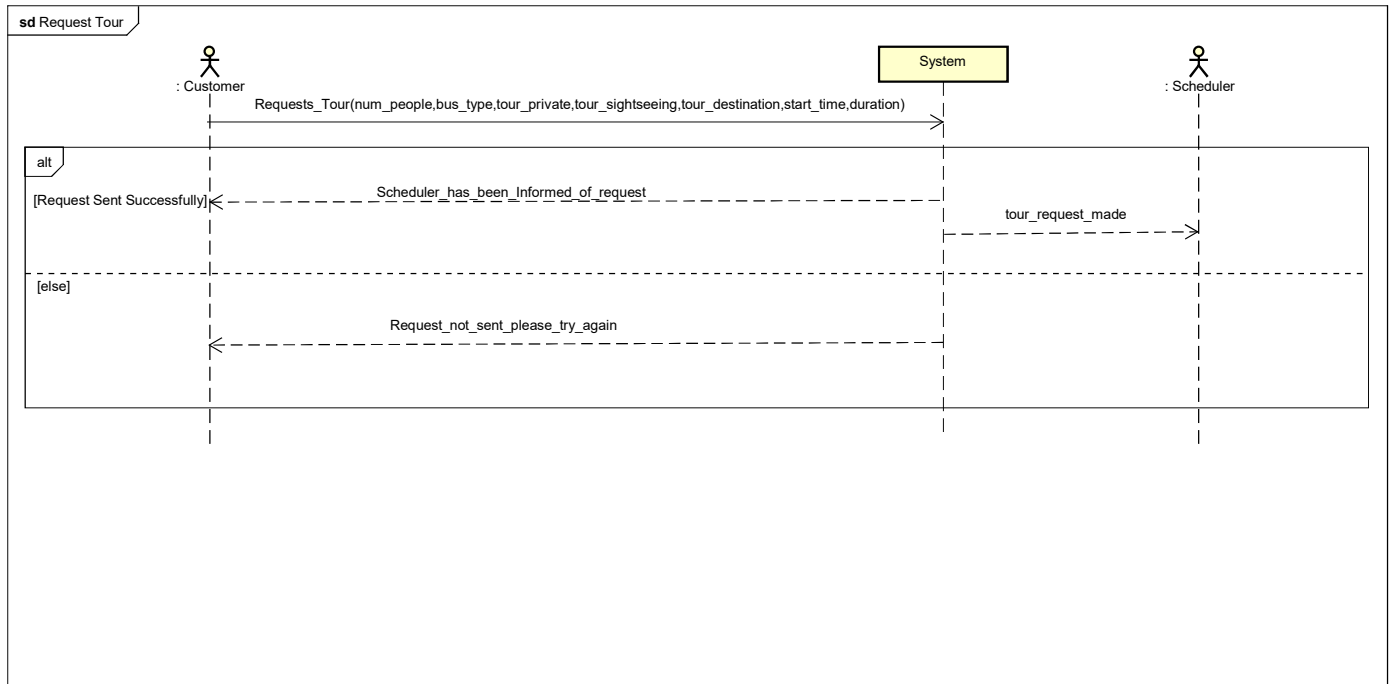 sd Request Tour
: Customer
System
: Scheduler
Requests_Tour(num_people,bus_type,tour_private,tour_sightseeing,tour_destination,start_time,duration)
alt
[Request Sent Successfully]
Scheduler_has_been_Informed_of_request
tour_request_made
[else]
Request_not_sent_please_try_again